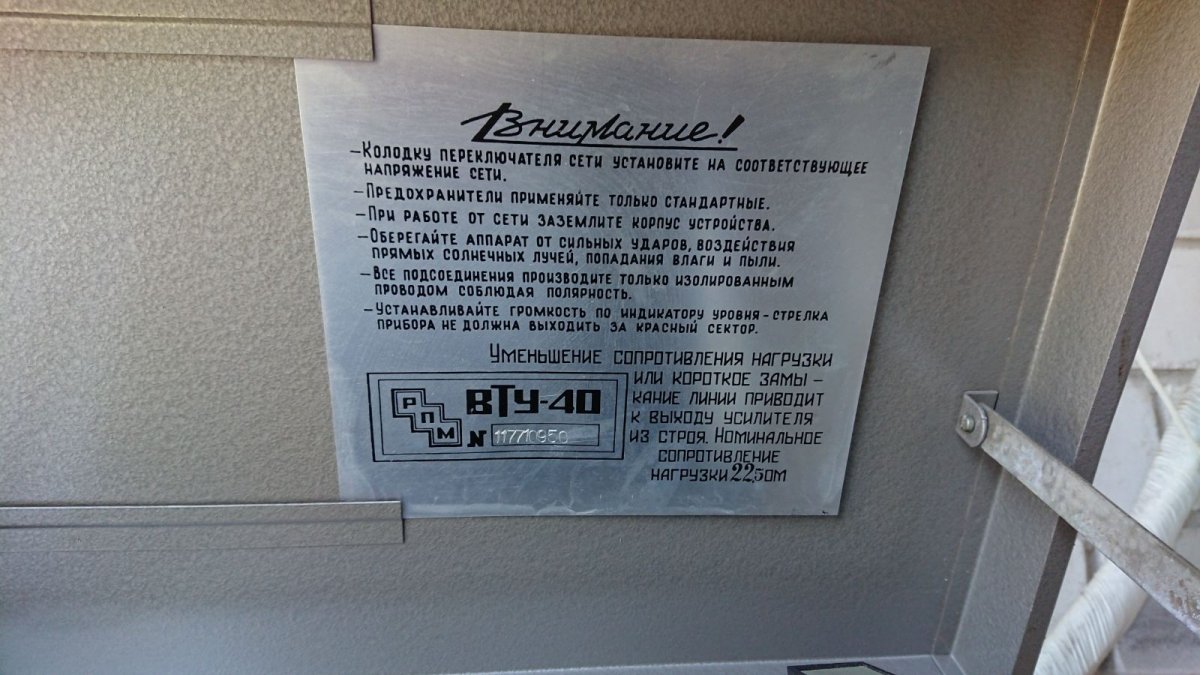 Внимание!
–Колодку переключателя сети установите на соответствующее
напряжение сети.
–Предохранители применяйте только стандартные.
–При работе от сети заземлите корпус устройства.
–Оберегайте аппарат от сильных ударов, воздействия
прямых солнечных лучей, попадания влаги и пыли.
–Все подсоединения производите только изолированным
проводом соблюдая полярность.
–Устанавливайте громкость по индикатору уровня–стрелка
прибора не должна выходить за красный сектор.
Уменьшение сопротивления нагрузки
или короткое замы–
кание линии приводит
к выходу усилителя
из строя. Номинальное
сопротивление
нагрузки 22,5 Ом
РПМ
ВТУ-40
N 117710950